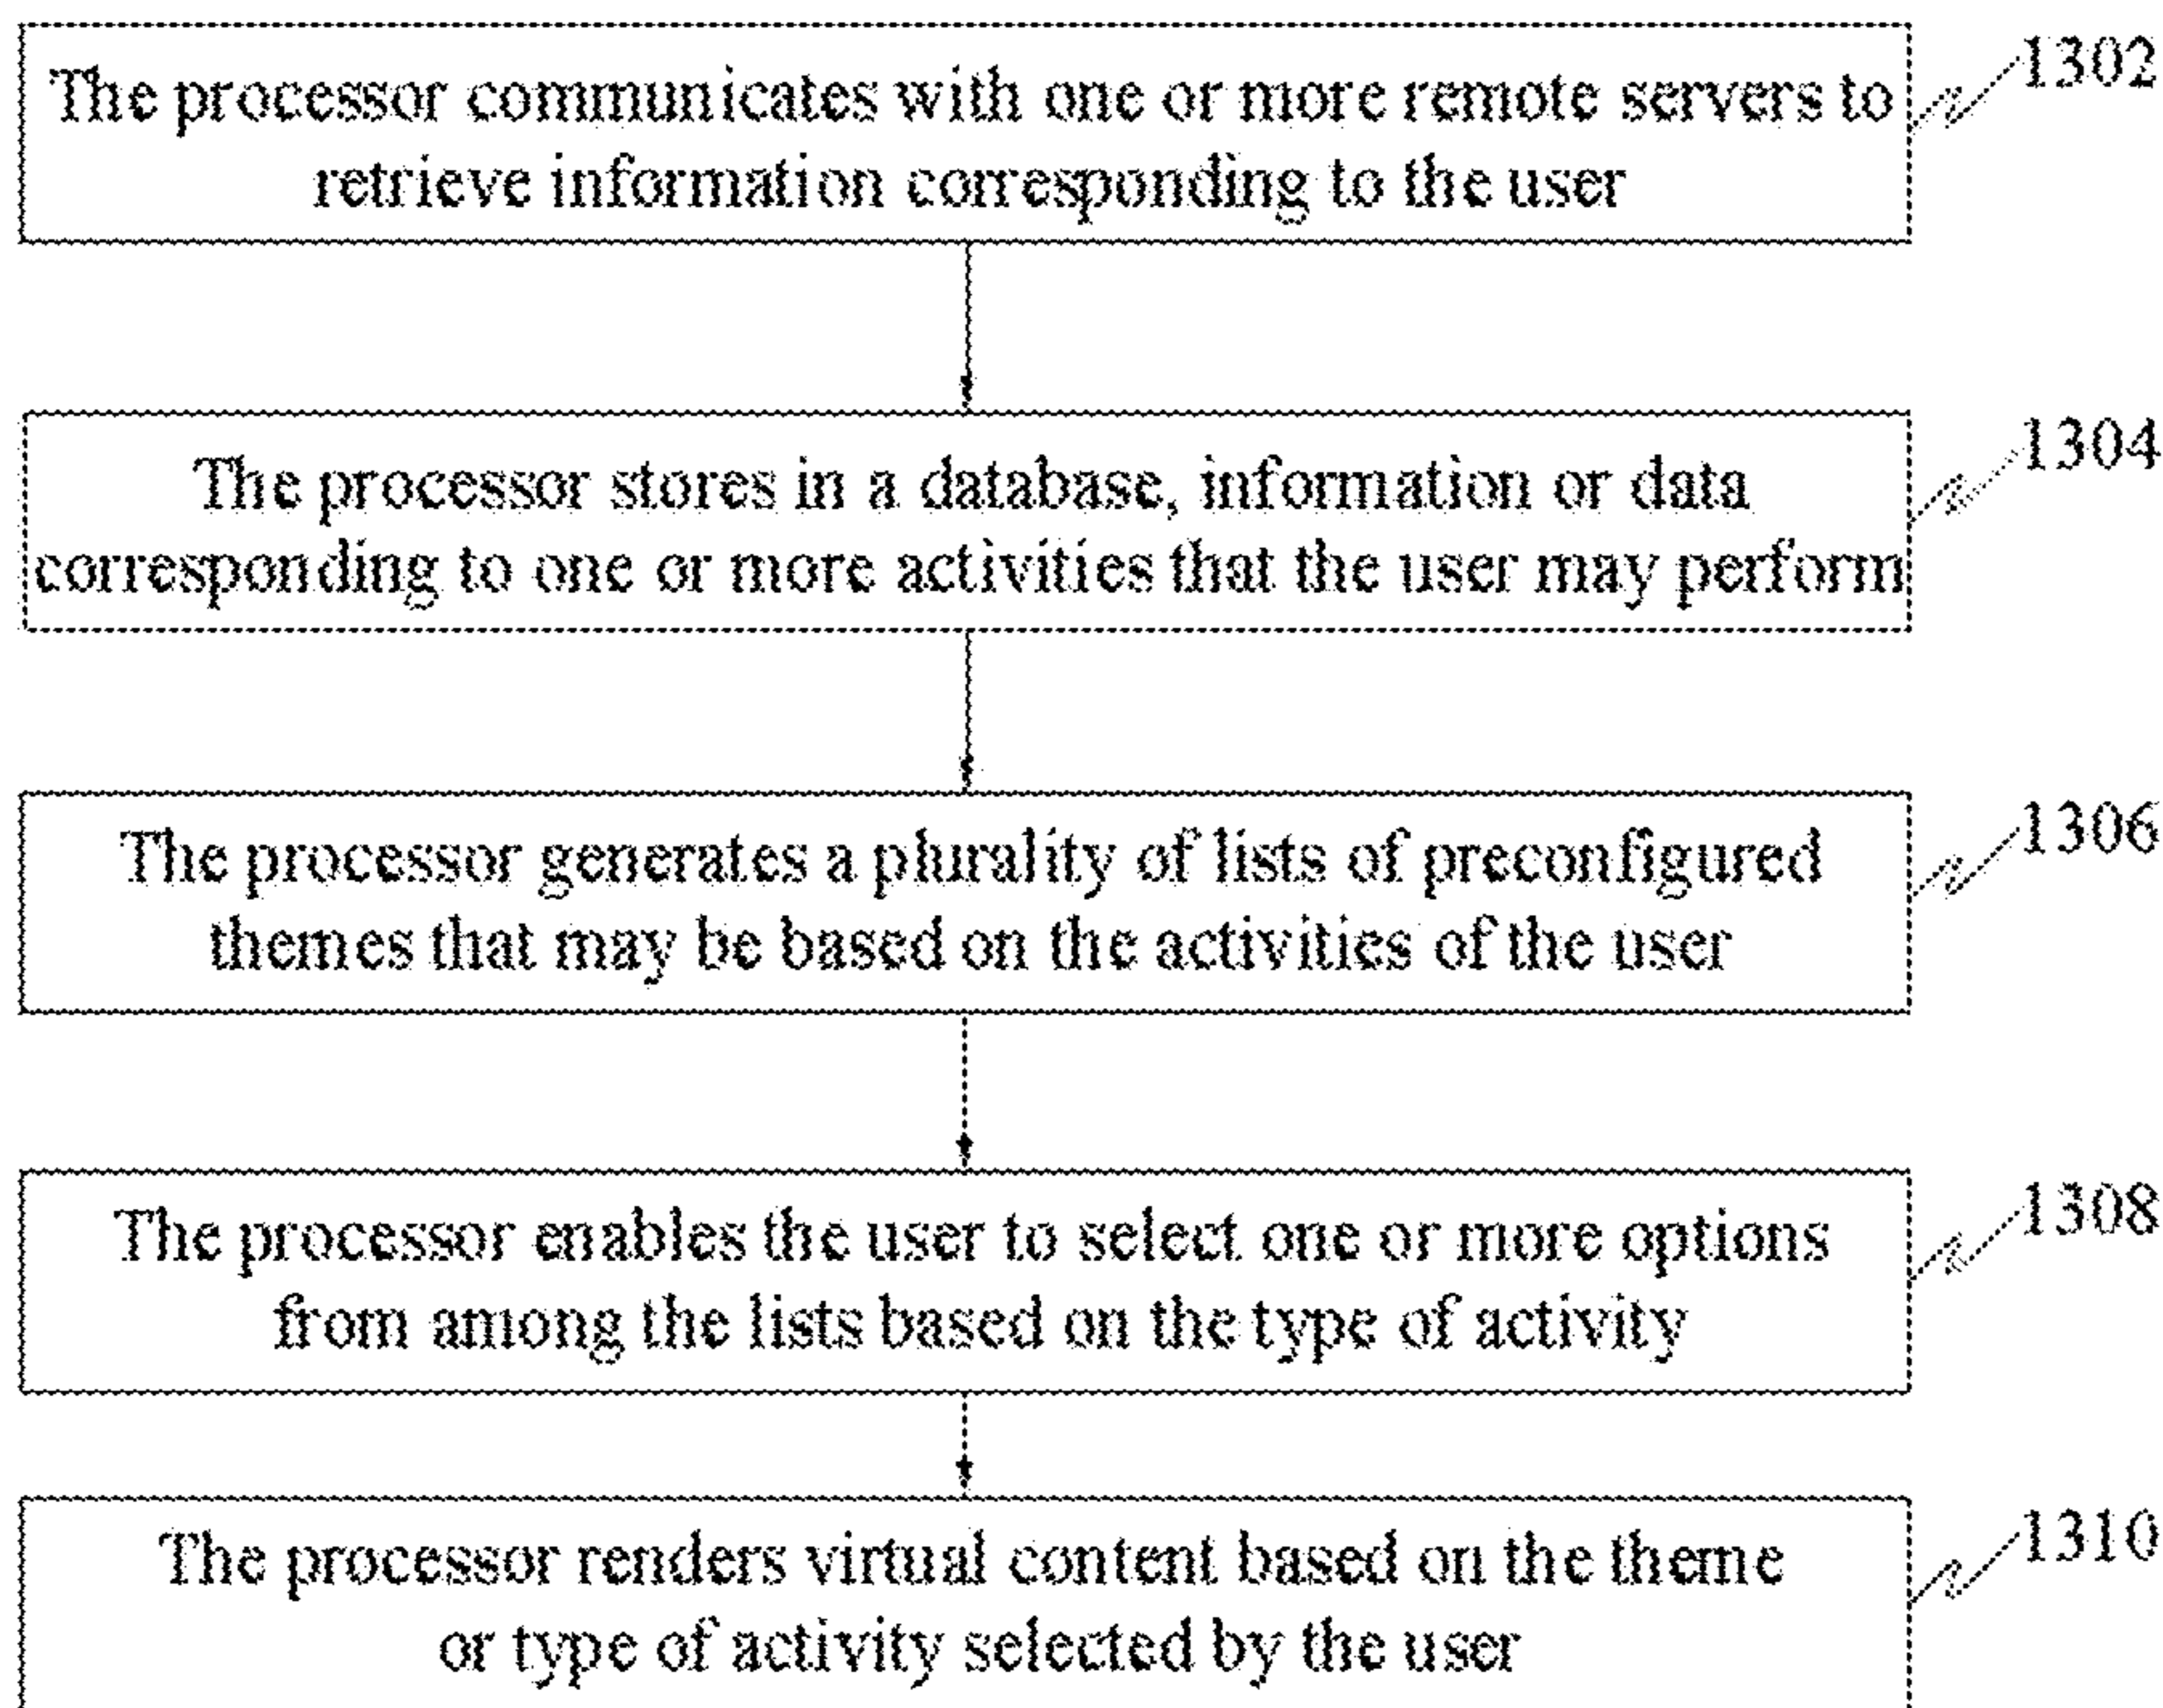 The processor communicates with one or more remote servers to
retrieve information corresponding to the user
1302
The processor stores in a database, information or data
corresponding to one or more activities that the user may perform
1304
The processor generates a plurality of lists of preconfigured
themes that may be based on the activities of the user
1306
The processor enables the user to select one or more options
from among the lists based on the type of activity
1308
The processor renders virtual content based on the theme
or type of activity selected by the user
1310